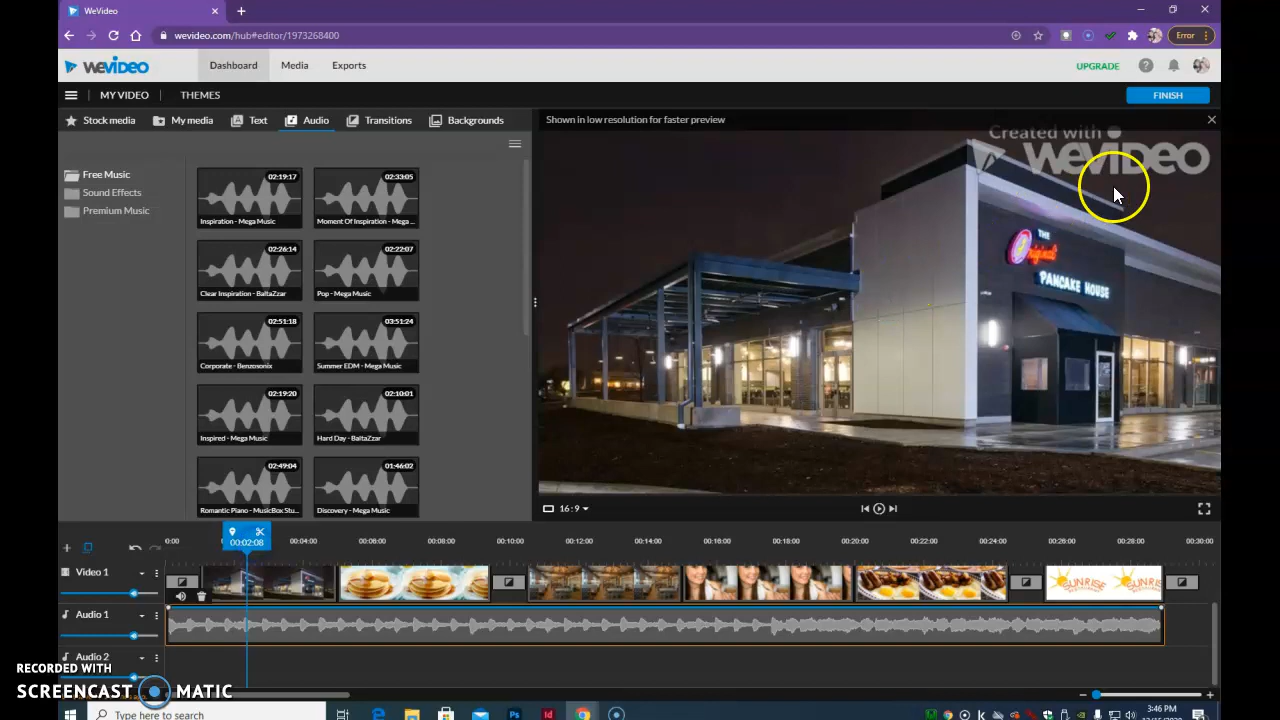 WeVideo
wevideo.com/hub#editor/1973268400
Error
WEVIDEO
Dashboard
Media
Exports
UPGRADE
MY VIDEO
THEMES
FINISH
Stock media
My media
Text
Audio
Transitions
Backgrounds
Shown in low resolution for faster preview
Free Music
Sound Effects
Premium Music
02:19:17
Inspiration - Mega Music
02:33:05
Moment Of Inspiration - Mega ...
02:26:14
Clear Inspiration - BaltaZzar
02:22:07
Pop - Mega Music
02:51:18
Corporate - Benzosonix
03:51:24
Summer EDM - Mega Music
02:19:20
Inspired - Mega Music
02:10:01
Hard Day - BaltaZzar
02:49:04
Romantic Piano - MusicBox Stu...
01:46:02
Discovery - Mega Music
Created with
WEVIDEO
THE
Original
PANCAKE HOUSE
16:9
00:02:08
0:00
00:04:00
00:06:00
00:08:00
00:10:00
00:12:00
00:14:00
00:16:00
00:18:00
00:20:00
00:22:00
00:24:00
00:26:00
00:28:00
00:30:00
Video 1
SUNRISE
Audio 1
Audio 2
RECORDED WITH
SCREENCAST MATIC
Type here to search
3:46 PM